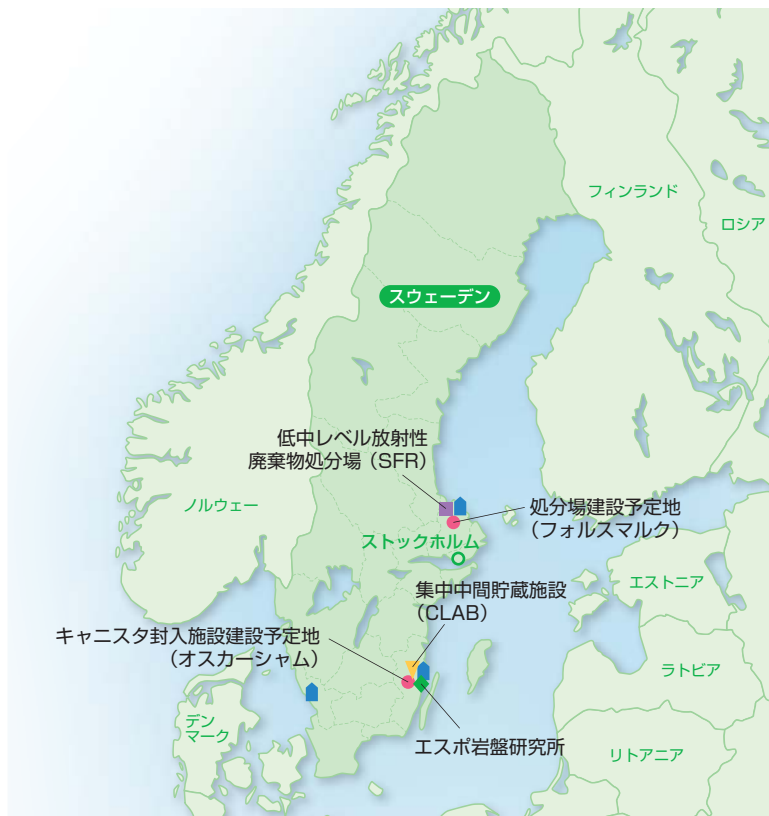 フィンランド
ロシア
スウェーデン
低中レベル放射性
廃棄物処分場（SFR）
ノルウェー
処分場建設予定地
（フォルスマルク）
ストックホルム
エストニア
集中中間貯蔵施設
（CLAB）
キャニスタ封入施設建設予定地
（オスカーシャム）
ラトビア
デン
マーク
エスポ岩盤研究所
リトアニア